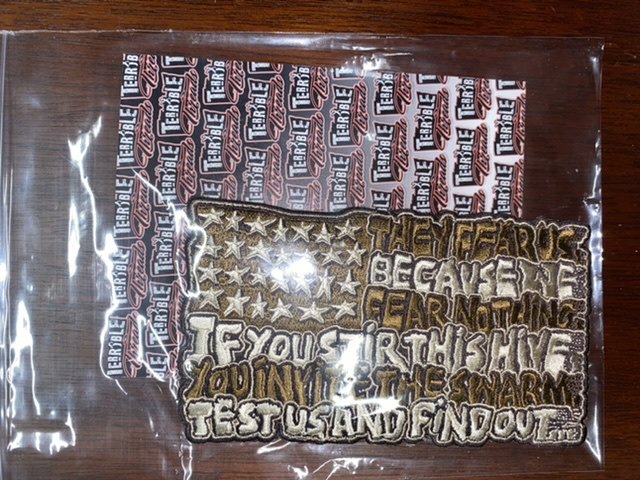 THEY FEAR US.
BECAUSE WE
FEAR NOTHING.
IF YOU STIR THIS HIVE
YOU INVITE THE SWARM.
TEST US AND FIND OUT
TERRIBLE